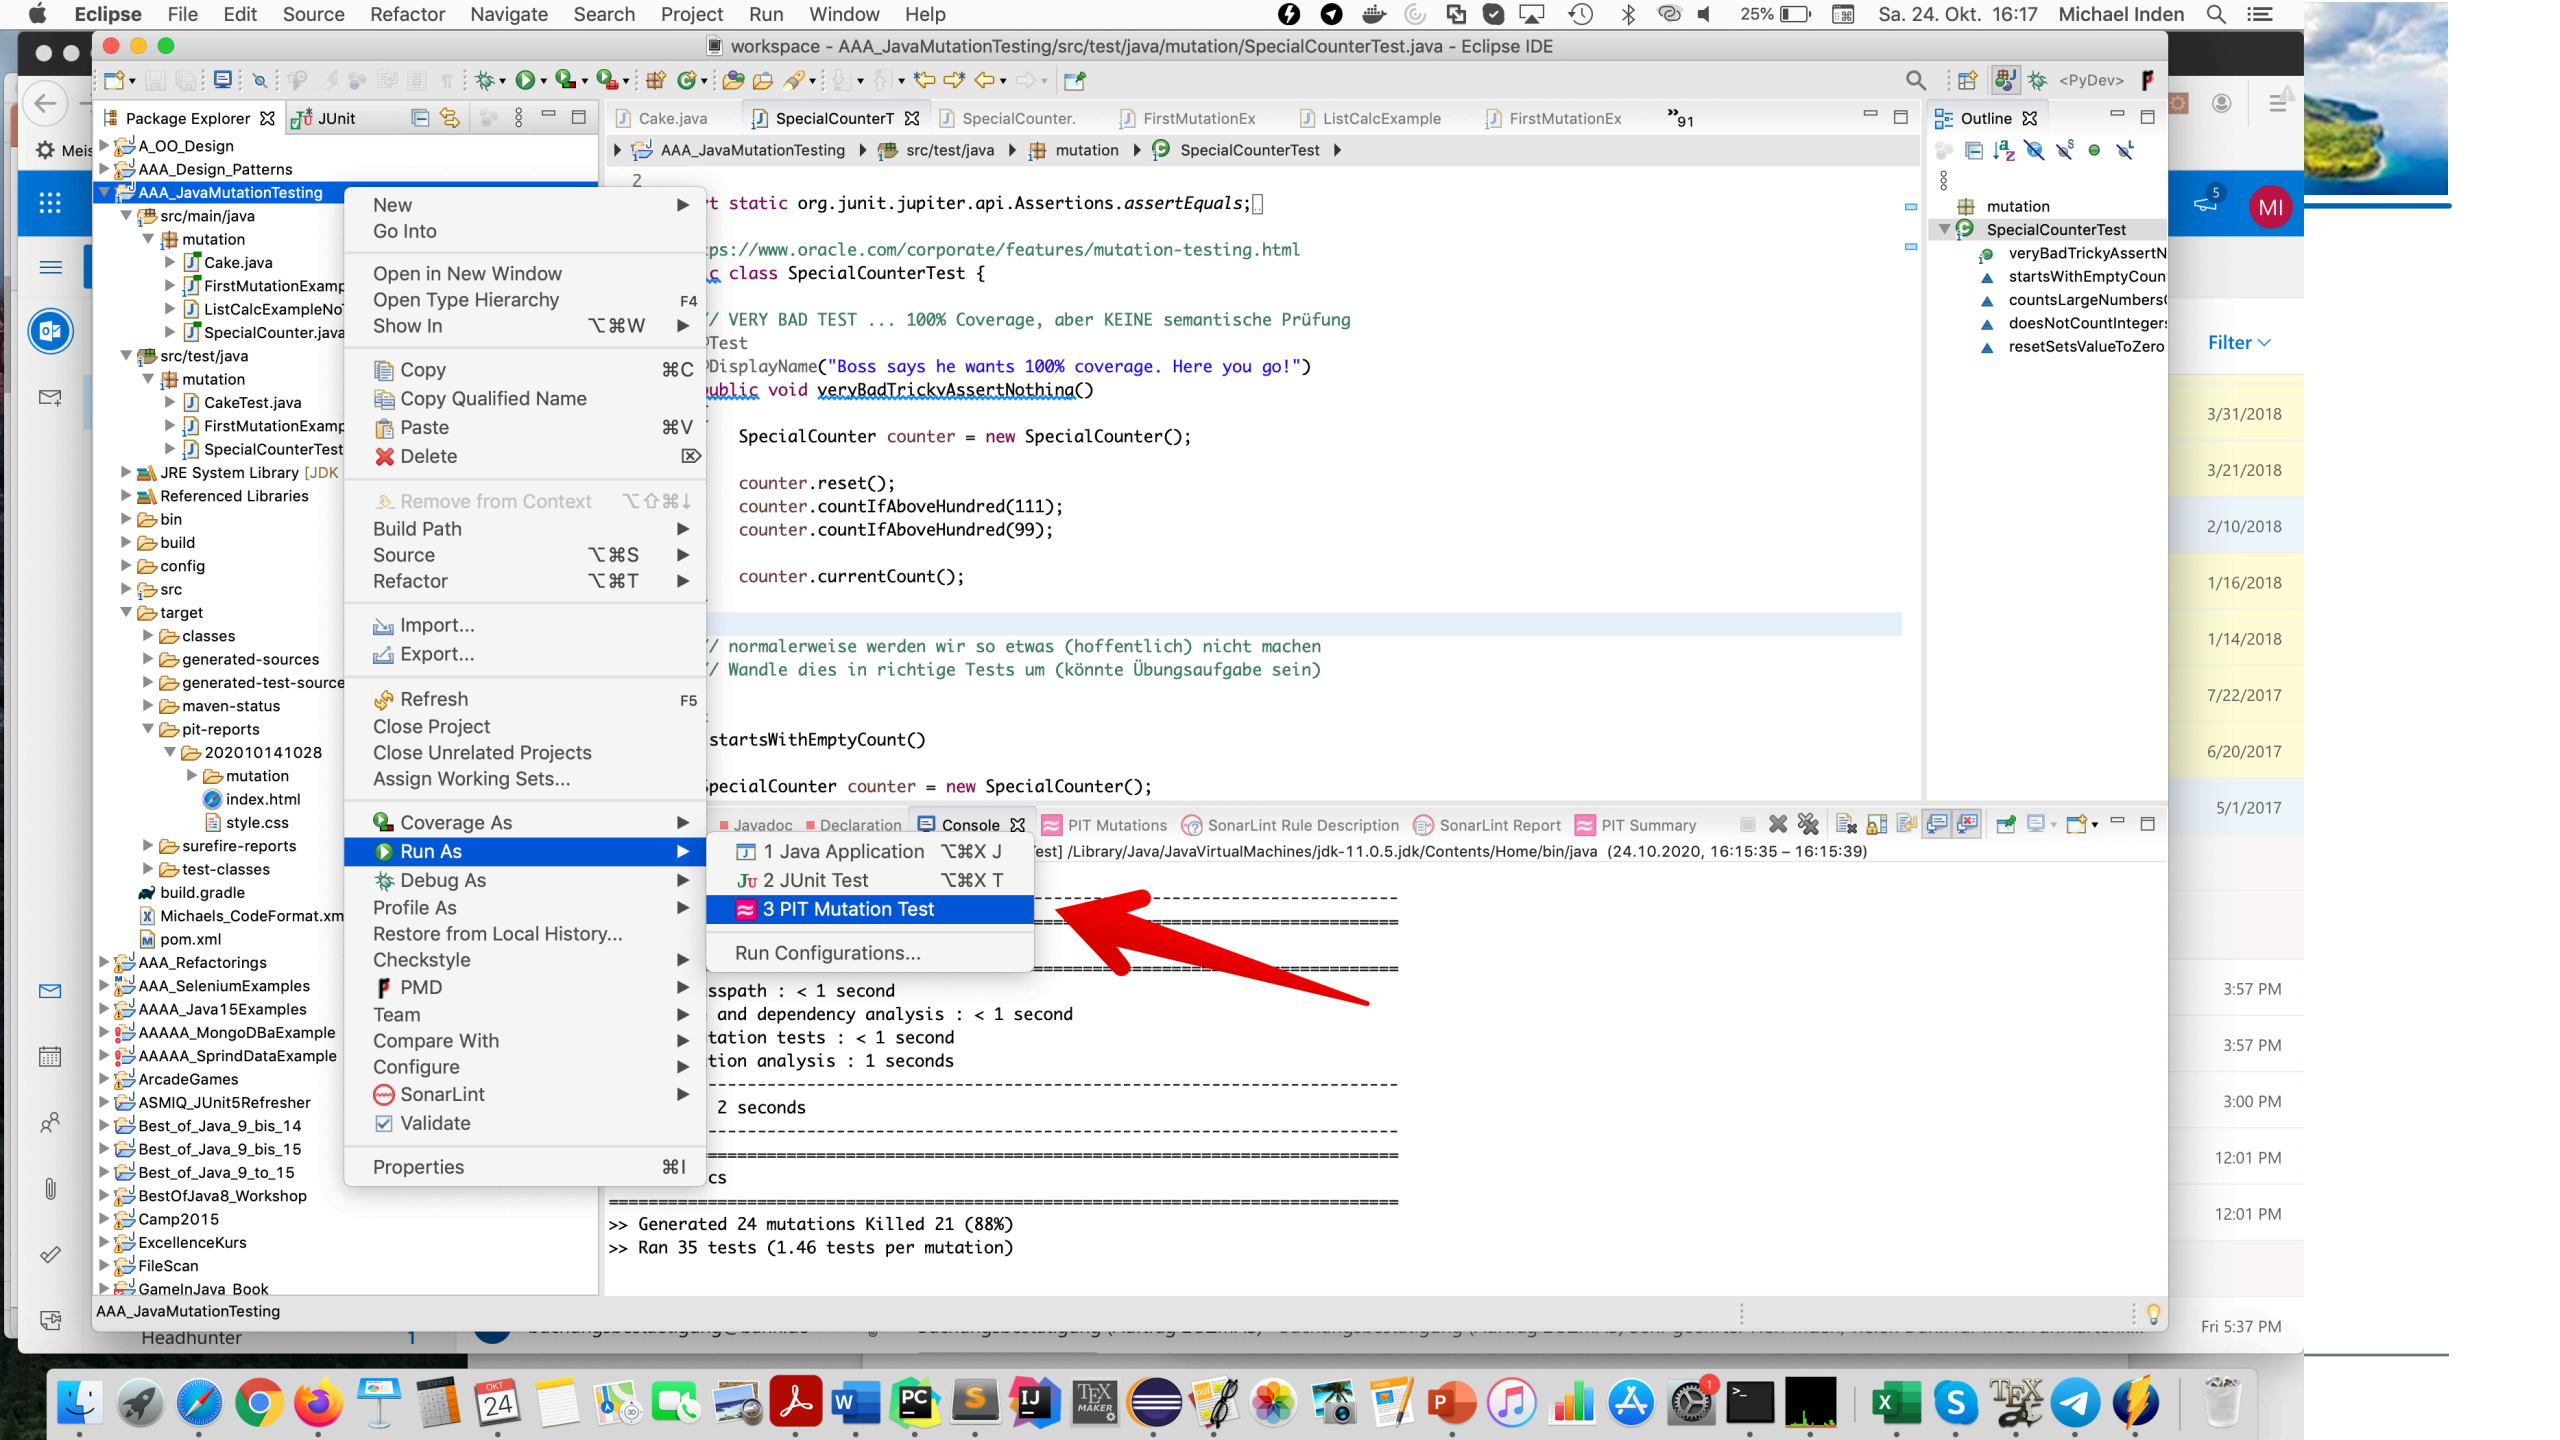 Eclipse File Edit Source Refactor Navigate Search Project Run Window Help 25% Sa. 24. Okt. 16:17 Michael Inden
workspace - AAA_JavaMutationTesting/src/test/java/mutation/SpecialCounterTest.java - Eclipse IDE
<PyDev>
Package Explorer JUnit
Cake.java SpecialCounterT SpecialCounter. FirstMutationEx ListCalcExample FirstMutationEx »91
Outline
AAA_JavaMutationTesting src/test/java mutation SpecialCounterTest
A_OO_Design
AAA_Design_Patterns
AAA_JavaMutationTesting
src/main/java
mutation
Cake.java
FirstMutationExamp
ListCalcExampleNo
SpecialCounter.java
src/test/java
mutation
CakeTest.java
FirstMutationExamp
SpecialCounterTest
JRE System Library [JDK
Referenced Libraries
bin
build
config
src
target
classes
generated-sources
generated-test-source
maven-status
pit-reports
202010141028
mutation
index.html
style.css
surefire-reports
test-classes
build.gradle
Michaels_CodeFormat.xm
pom.xml
AAA_Refactorings
AAA_SeleniumExamples
AAAA_Java15Examples
AAAAA_MongoDBaExample
AAAAA_SprindDataExample
ArcadeGames
ASMIQ_JUnit5Refresher
Best_of_Java_9_bis_14
Best_of_Java_9_bis_15
Best_of_Java_9_to_15
BestOfJava8_Workshop
Camp2015
ExcellenceKurs
FileScan
GameInJava_Book
AAA_JavaMutationTesting
New
Go Into
Open in New Window
Open Type Hierarchy F4
Show In ⌥⌘W
Copy ⌘C
Copy Qualified Name
Paste ⌘V
Delete ⌦
Remove from Context ⌥⇧⌘↓
Build Path
Source ⌥⌘S
Refactor ⌥⌘T
Import...
Export...
Refresh F5
Close Project
Close Unrelated Projects
Assign Working Sets...
Coverage As
Run As
Debug As
Profile As
Restore from Local History...
Checkstyle
PMD
Team
Compare With
Configure
SonarLint
Validate
Properties ⌘I
1 Java Application ⌥⌘X J
2 JUnit Test ⌥⌘X T
3 PIT Mutation Test
Run Configurations...
2
t static org.junit.jupiter.api.Assertions.assertEquals;
ps://www.oracle.com/corporate/features/mutation-testing.html
c class SpecialCounterTest {
/ VERY BAD TEST ... 100% Coverage, aber KEINE semantische Prüfung
Test
DisplayName("Boss says he wants 100% coverage. Here you go!")
ublic void veryBadTrickyAssertNothing()
SpecialCounter counter = new SpecialCounter();
counter.reset();
counter.countIfAboveHundred(111);
counter.countIfAboveHundred(99);
counter.currentCount();
/ normalerweise werden wir so etwas (hoffentlich) nicht machen
/ Wandle dies in richtige Tests um (könnte Übungsaufgabe sein)
startsWithEmptyCount()
pecialCounter counter = new SpecialCounter();
mutation
SpecialCounterTest
veryBadTrickyAssertN
startsWithEmptyCoun
countsLargeNumbers(
doesNotCountIntegers
resetSetsValueToZero
Javadoc Declaration Console PIT Mutations SonarLint Rule Description SonarLint Report PIT Summary
est] /Library/Java/JavaVirtualMachines/jdk-11.0.5.jdk/Contents/Home/bin/java (24.10.2020, 16:15:35 – 16:15:39)
sspath : < 1 second
and dependency analysis : < 1 second
tation tests : < 1 second
tion analysis : 1 seconds
2 seconds
cs
>> Generated 24 mutations Killed 21 (88%)
>> Ran 35 tests (1.46 tests per mutation)
Meis
5
MI
Filter
3/31/2018
3/21/2018
2/10/2018
1/16/2018
1/14/2018
7/22/2017
6/20/2017
5/1/2017
3:57 PM
3:57 PM
3:00 PM
12:01 PM
12:01 PM
Fri 5:37 PM
Headhunter 1
OKT
24
W
PC
S
IJ
TEX
MAKER
P
1
X
S
TEX